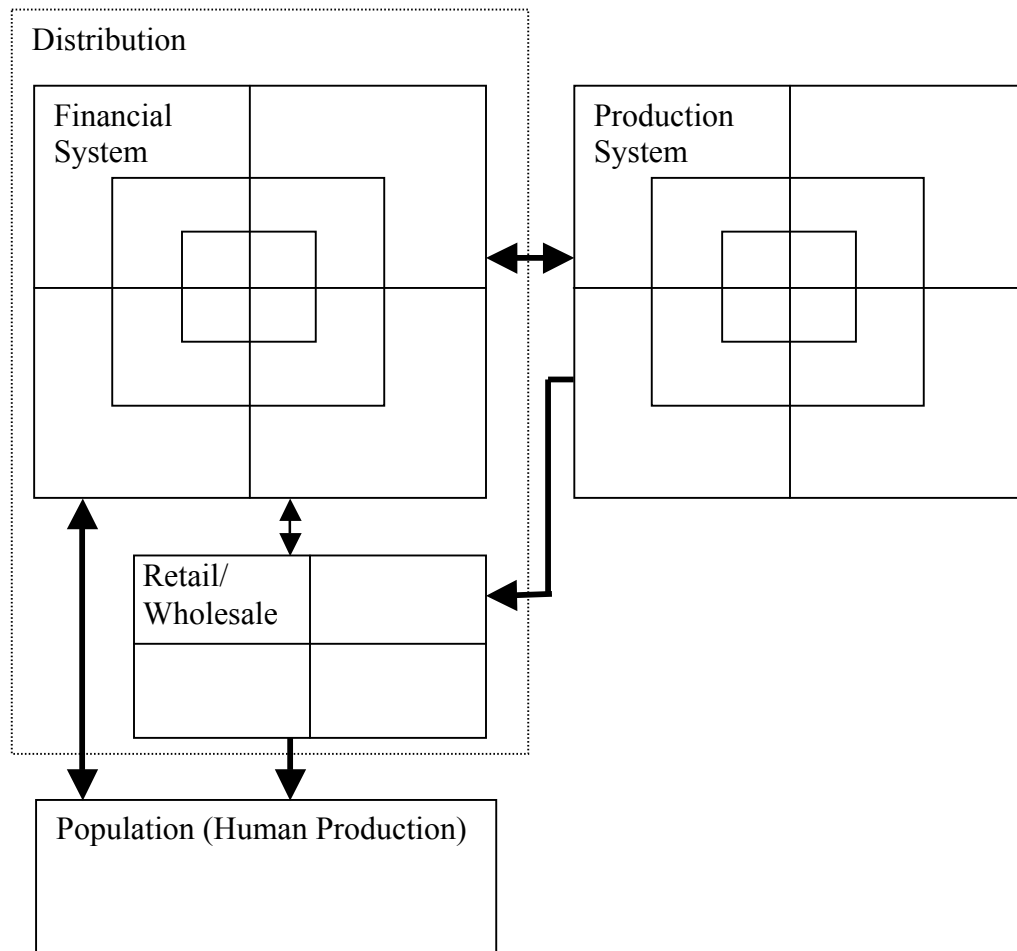 Distribution
Financial
System
Production
System
Retail/
Wholesale
Population (Human Production)